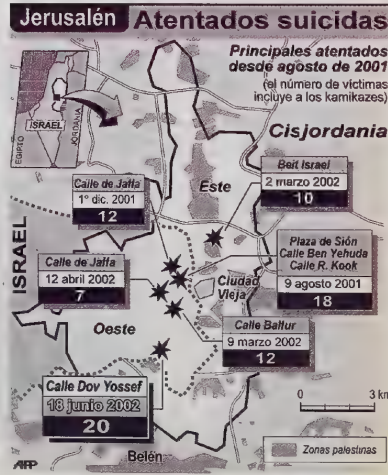 Jerusalén Atentados suicidas
Principales atentados
desde agosto de 2001
(el número de víctimas
incluye a los kamikazes)
Cisjordania
EGIPTO
ISRAEL
JORDANIA
Calle de Jaffa
1º dic. 2001
12
Este
Beit Israel
2 marzo 2002
10
ISRAEL
Calle de Jaffa
12 abril 2002
7
Plaza de Sión
Calle Ben Yehuda
Calle R. Kook
9 agosto 2001
18
Ciudad
Vieja
Oeste
Calle Balfur
9 marzo 2002
12
Calle Dov Yossef
18 junio 2002
20
0 3 km
Belén
Zonas palestinas
AFP